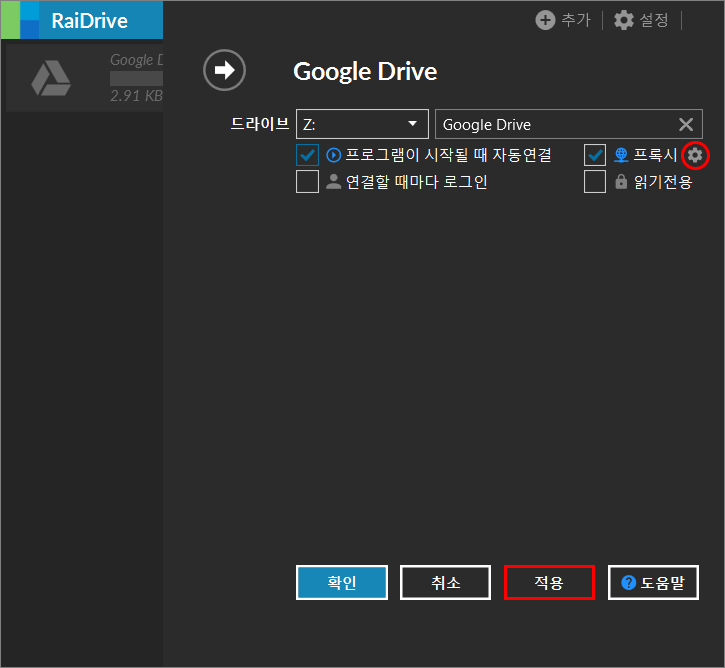 RaiDrive
추가
설정
Google D
2.91 KB
Google Drive
드라이브 Z: Google Drive
프로그램이 시작될 때 자동연결 프록시
연결할 때마다 로그인 읽기전용
확인 취소 적용 도움말